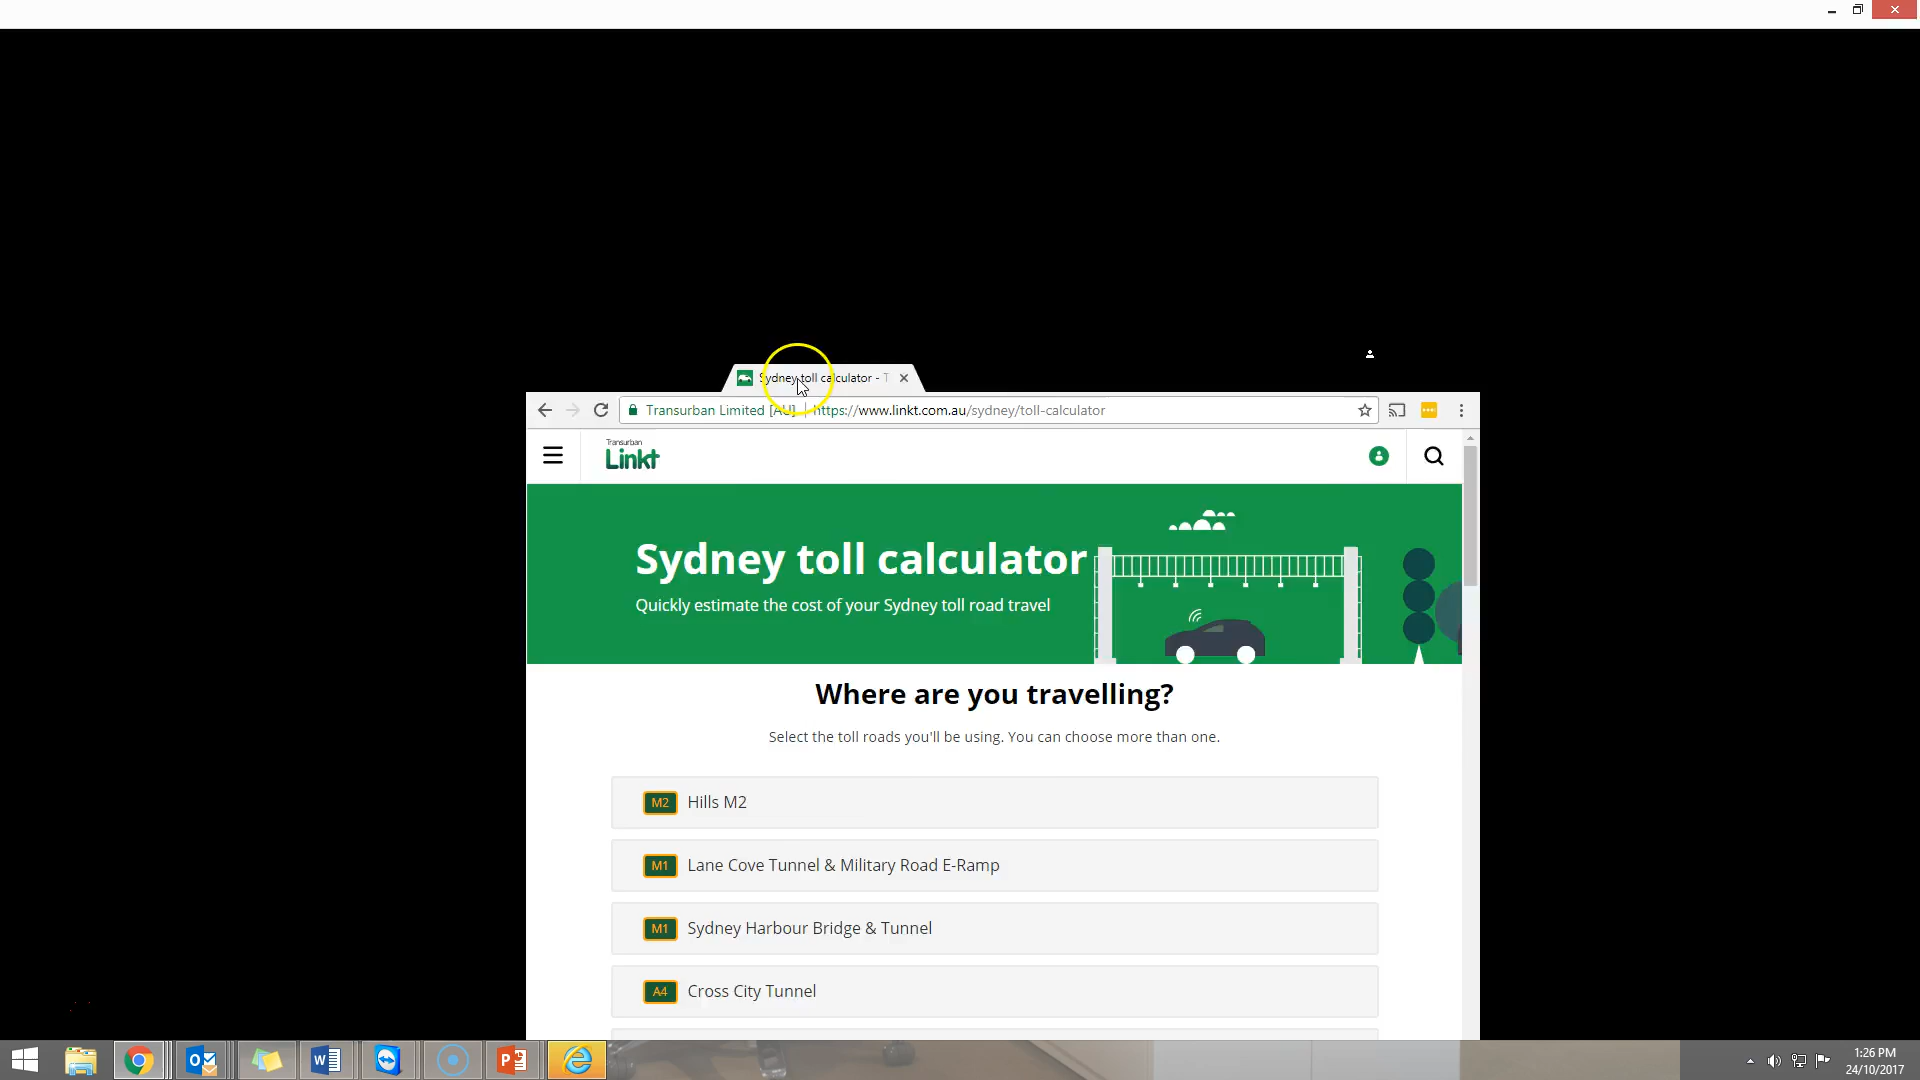 Sydney toll calculator - T
Transurban Limited [AU] | https://www.linkt.com.au/sydney/toll-calculator
Transurban
Linkt
Sydney toll calculator
Quickly estimate the cost of your Sydney toll road travel
Where are you travelling?
Select the toll roads you'll be using. You can choose more than one.
M2 Hills M2
M1 Lane Cove Tunnel & Military Road E-Ramp
M1 Sydney Harbour Bridge & Tunnel
A4 Cross City Tunnel
1:26 PM
24/10/2017